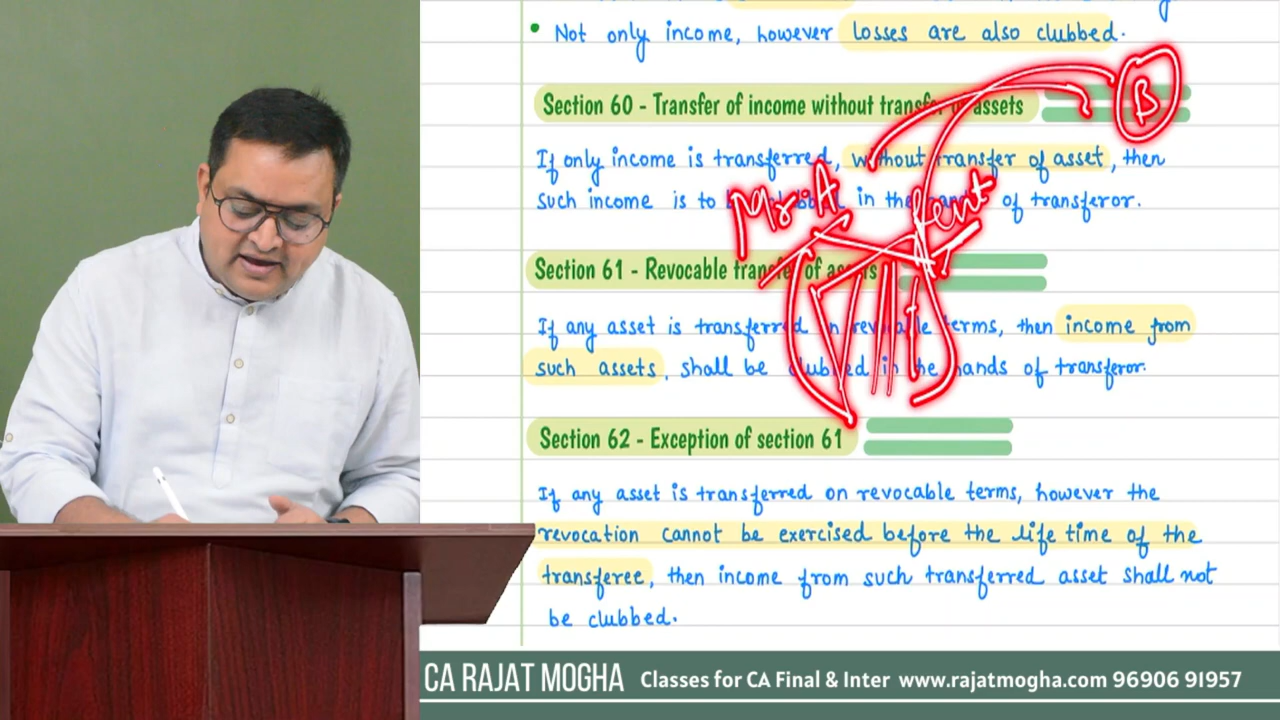 • Not only income, however losses are also clubbed.
Section 60 - Transfer of income without transfer of assets
B
If only income is transferred, without transfer of asset, then
such income is to be clubbed in the hands of transferor.
Mr A
Rent
Section 61 - Revocable transfer of assets
If any asset is transferred on revocable terms, then income from
such assets, shall be clubbed in the hands of transferor.
Section 62 - Exception of section 61
If any asset is transferred on revocable terms, however the
revocation cannot be exercised before the life time of the
transferee, then income from such transferred asset shall not
be clubbed.
CA RAJAT MOGHA Classes for CA Final & Inter www.rajatmogha.com 96906 91957